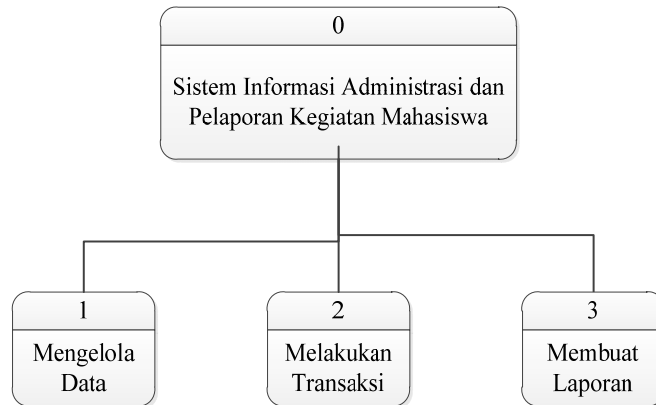 0
Sistem Informasi Administrasi dan
Pelaporan Kegiatan Mahasiswa
1
Mengelola
Data
2
Melakukan
Transaksi
3
Membuat
Laporan